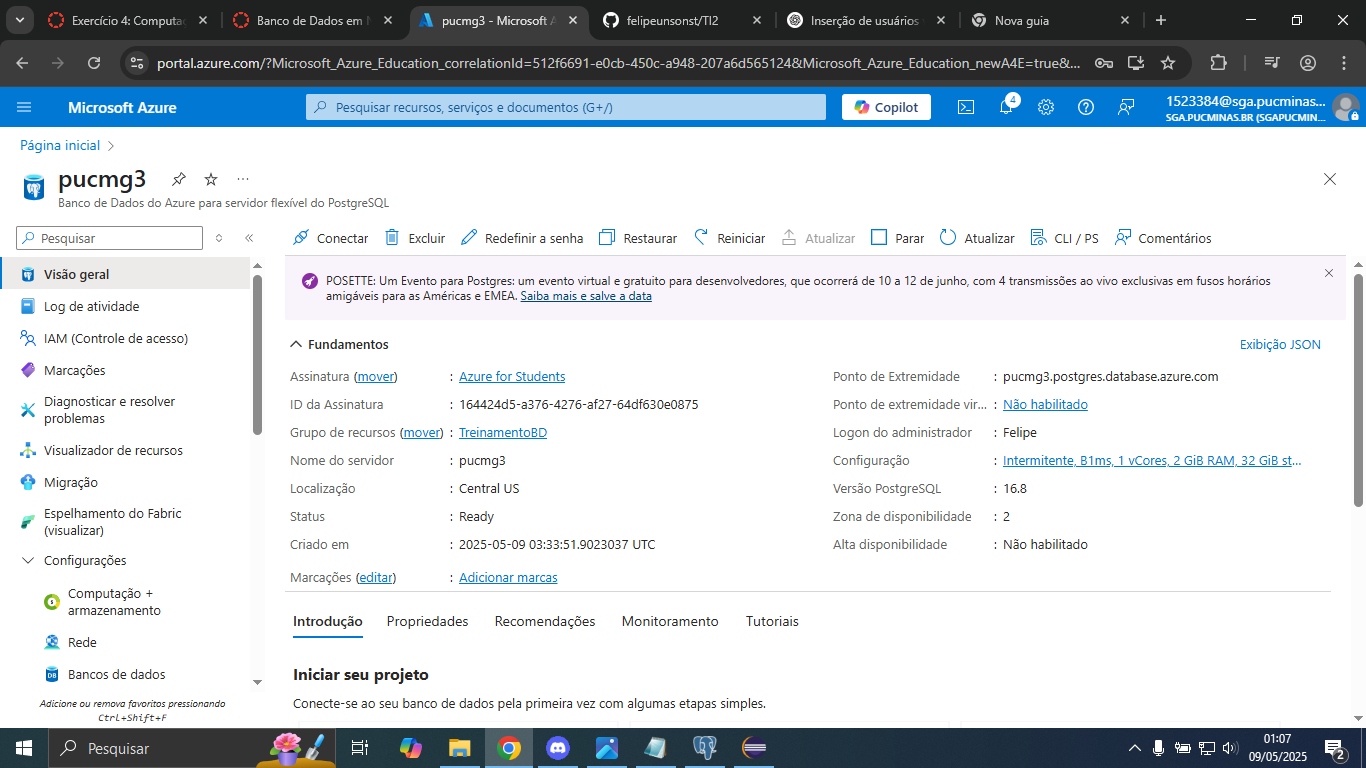 Exercício 4: Computaç
Banco de Dados em N
pucmg3 - Microsoft A
felipeunsonst/TI2
Inserção de usuários
Nova guia
portal.azure.com/?Microsoft_Azure_Education_correlationId=512f6691-e0cb-450c-a948-207a6d565124&Microsoft_Azure_Education_newA4E=true&...
Microsoft Azure
Pesquisar recursos, serviços e documentos (G+/)
Copilot
4
1523384@sga.pucminas...
SGA.PUCMINAS.BR (SGAPUCMIN...
Página inicial
pucmg3
Banco de Dados do Azure para servidor flexível do PostgreSQL
Pesquisar
Conectar
Excluir
Redefinir a senha
Restaurar
Reiniciar
Atualizar
Parar
Atualizar
CLI / PS
Comentários
Visão geral
Log de atividade
IAM (Controle de acesso)
Marcações
Diagnosticar e resolver
problemas
Visualizador de recursos
Migração
Espelhamento do Fabric
(visualizar)
Configurações
Computação +
armazenamento
Rede
Bancos de dados
Adicione ou remova favoritos pressionando
Ctrl+Shift+F
POSETTE: Um Evento para Postgres: um evento virtual e gratuito para desenvolvedores, que ocorrerá de 10 a 12 de junho, com 4 transmissões ao vivo exclusivas em fusos horários
amigáveis para as Américas e EMEA. Saiba mais e salve a data
Fundamentos
Exibição JSON
Assinatura (mover) : Azure for Students
ID da Assinatura : 164424d5-a376-4276-af27-64df630e0875
Grupo de recursos (mover) : TreinamentoBD
Nome do servidor : pucmg3
Localização : Central US
Status : Ready
Criado em : 2025-05-09 03:33:51.9023037 UTC
Marcações (editar) : Adicionar marcas
Ponto de Extremidade : pucmg3.postgres.database.azure.com
Ponto de extremidade vir... : Não habilitado
Logon do administrador : Felipe
Configuração : Intermitente, B1ms, 1 vCores, 2 GiB RAM, 32 GiB st...
Versão PostgreSQL : 16.8
Zona de disponibilidade : 2
Alta disponibilidade : Não habilitado
Introdução
Propriedades
Recomendações
Monitoramento
Tutoriais
Iniciar seu projeto
Conecte-se ao seu banco de dados pela primeira vez com algumas etapas simples.
Pesquisar
01:07
09/05/2025
2